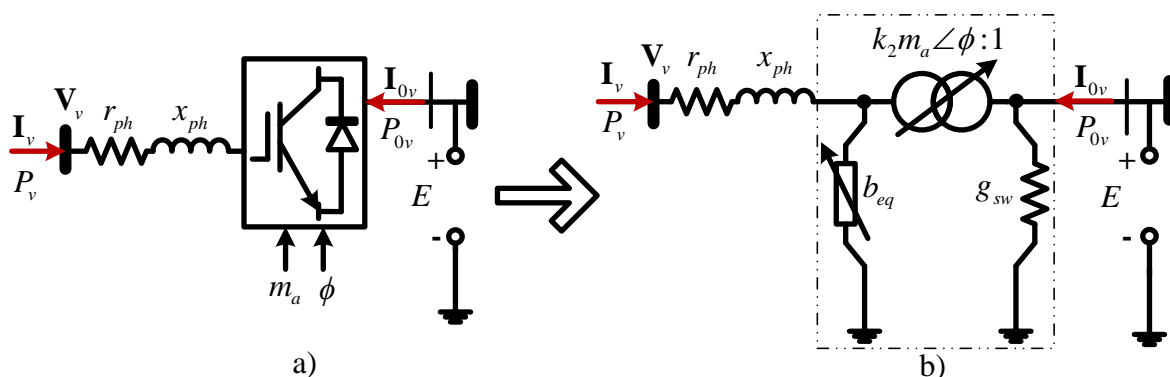 I_v
P_v
V_v
r_ph
x_ph
I_0v
P_0v
+
E
-
m_a
ϕ
a)
I_v
P_v
V_v
r_ph
x_ph
k_2 m_a∠ϕ:1
b_eq
g_sw
I_0v
P_0v
+
E
-
b)